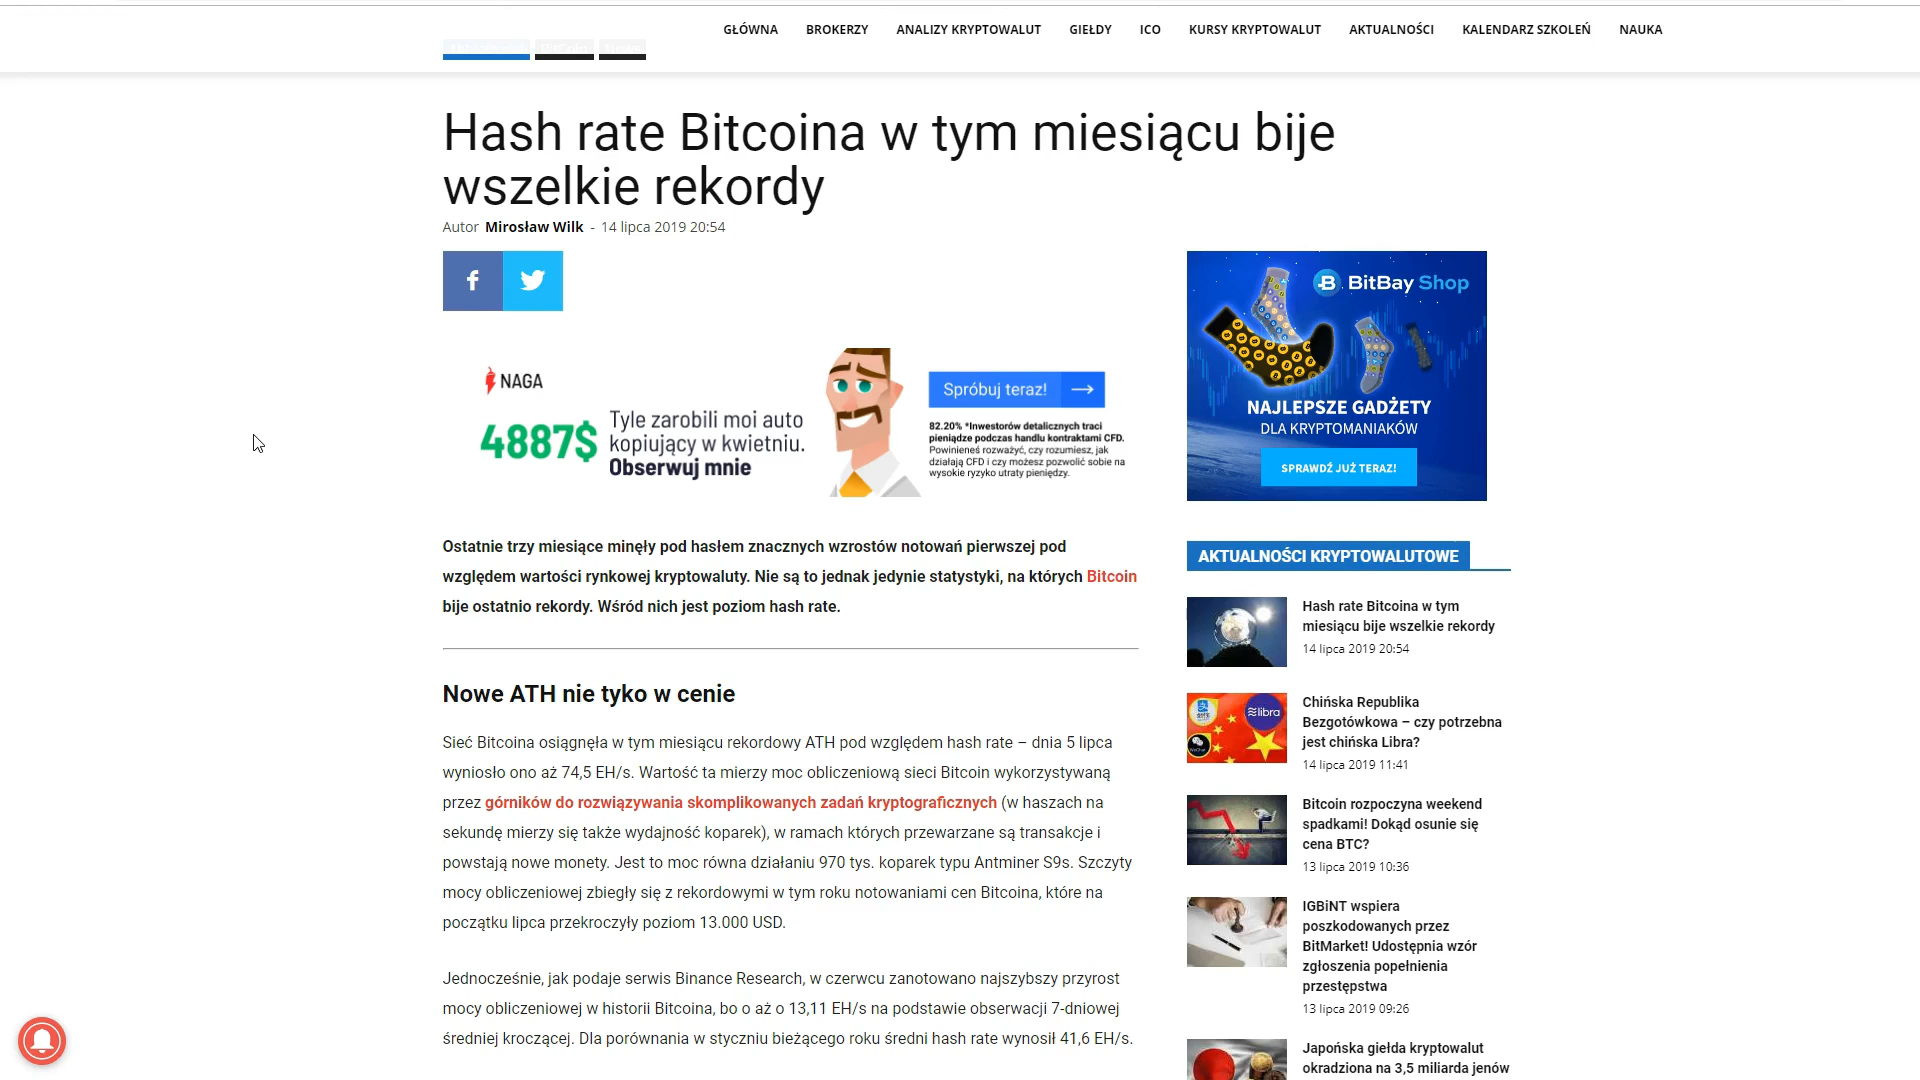 GŁÓWNA BROKERZY ANALIZY KRYPTOWALUT GIEŁDY ICO KURSY KRYPTOWALUT AKTUALNOŚCI KALENDARZ SZKOLEŃ NAUKA
Hash rate Bitcoina w tym miesiącu bije
wszelkie rekordy
Autor Mirosław Wilk - 14 lipca 2019 20:54
NAGA
4887$
Tyle zarobili moi auto
kopiujący w kwietniu.
Obserwuj mnie
Spróbuj teraz!
82.20% *Inwestorów detalicznych traci
pieniądze podczas handlu kontraktami CFD.
Powinieneś rozważyć, czy rozumiesz, jak
działają CFD i czy możesz pozwolić sobie na
wysokie ryzyko utraty pieniędzy.
Ostatnie trzy miesiące minęły pod hasłem znacznych wzrostów notowań pierwszej pod
względem wartości rynkowej kryptowaluty. Nie są to jednak jedynie statystyki, na których Bitcoin
bije ostatnio rekordy. Wśród nich jest poziom hash rate.
Nowe ATH nie tyko w cenie
Sieć Bitcoina osiągnęła w tym miesiącu rekordowy ATH pod względem hash rate – dnia 5 lipca
wyniosło ono aż 74,5 EH/s. Wartość ta mierzy moc obliczeniową sieci Bitcoin wykorzystywaną
przez górników do rozwiązywania skomplikowanych zadań kryptograficznych (w haszach na
sekundę mierzy się także wydajność koparek), w ramach których przewarzane są transakcje i
powstają nowe monety. Jest to moc równa działaniu 970 tys. koparek typu Antminer S9s. Szczyty
mocy obliczeniowej zbiegły się z rekordowymi w tym roku notowaniami cen Bitcoina, które na
początku lipca przekroczyły poziom 13.000 USD.
Jednocześnie, jak podaje serwis Binance Research, w czerwcu zanotowano najszybszy przyrost
mocy obliczeniowej w historii Bitcoina, bo o aż o 13,11 EH/s na podstawie obserwacji 7-dniowej
średniej kroczącej. Dla porównania w styczniu bieżącego roku średni hash rate wynosił 41,6 EH/s.
BitBay Shop
NAJLEPSZE GADŻETY
DLA KRYPTOMANIAKÓW
SPRAWDŹ JUŻ TERAZ!
AKTUALNOŚCI KRYPTOWALUTOWE
Hash rate Bitcoina w tym
miesiącu bije wszelkie rekordy
14 lipca 2019 20:54
libra
Chińska Republika
Bezgotówkowa – czy potrzebna
jest chińska Libra?
14 lipca 2019 11:41
Bitcoin rozpoczyna weekend
spadkami! Dokąd osunie się
cena BTC?
13 lipca 2019 10:36
IGBiNT wspiera
poszkodowanych przez
BitMarket! Udostępnia wzór
zgłoszenia popełnienia
przestępstwa
13 lipca 2019 09:26
Japońska giełda kryptowalut
okradziona na 3,5 miliarda jenów